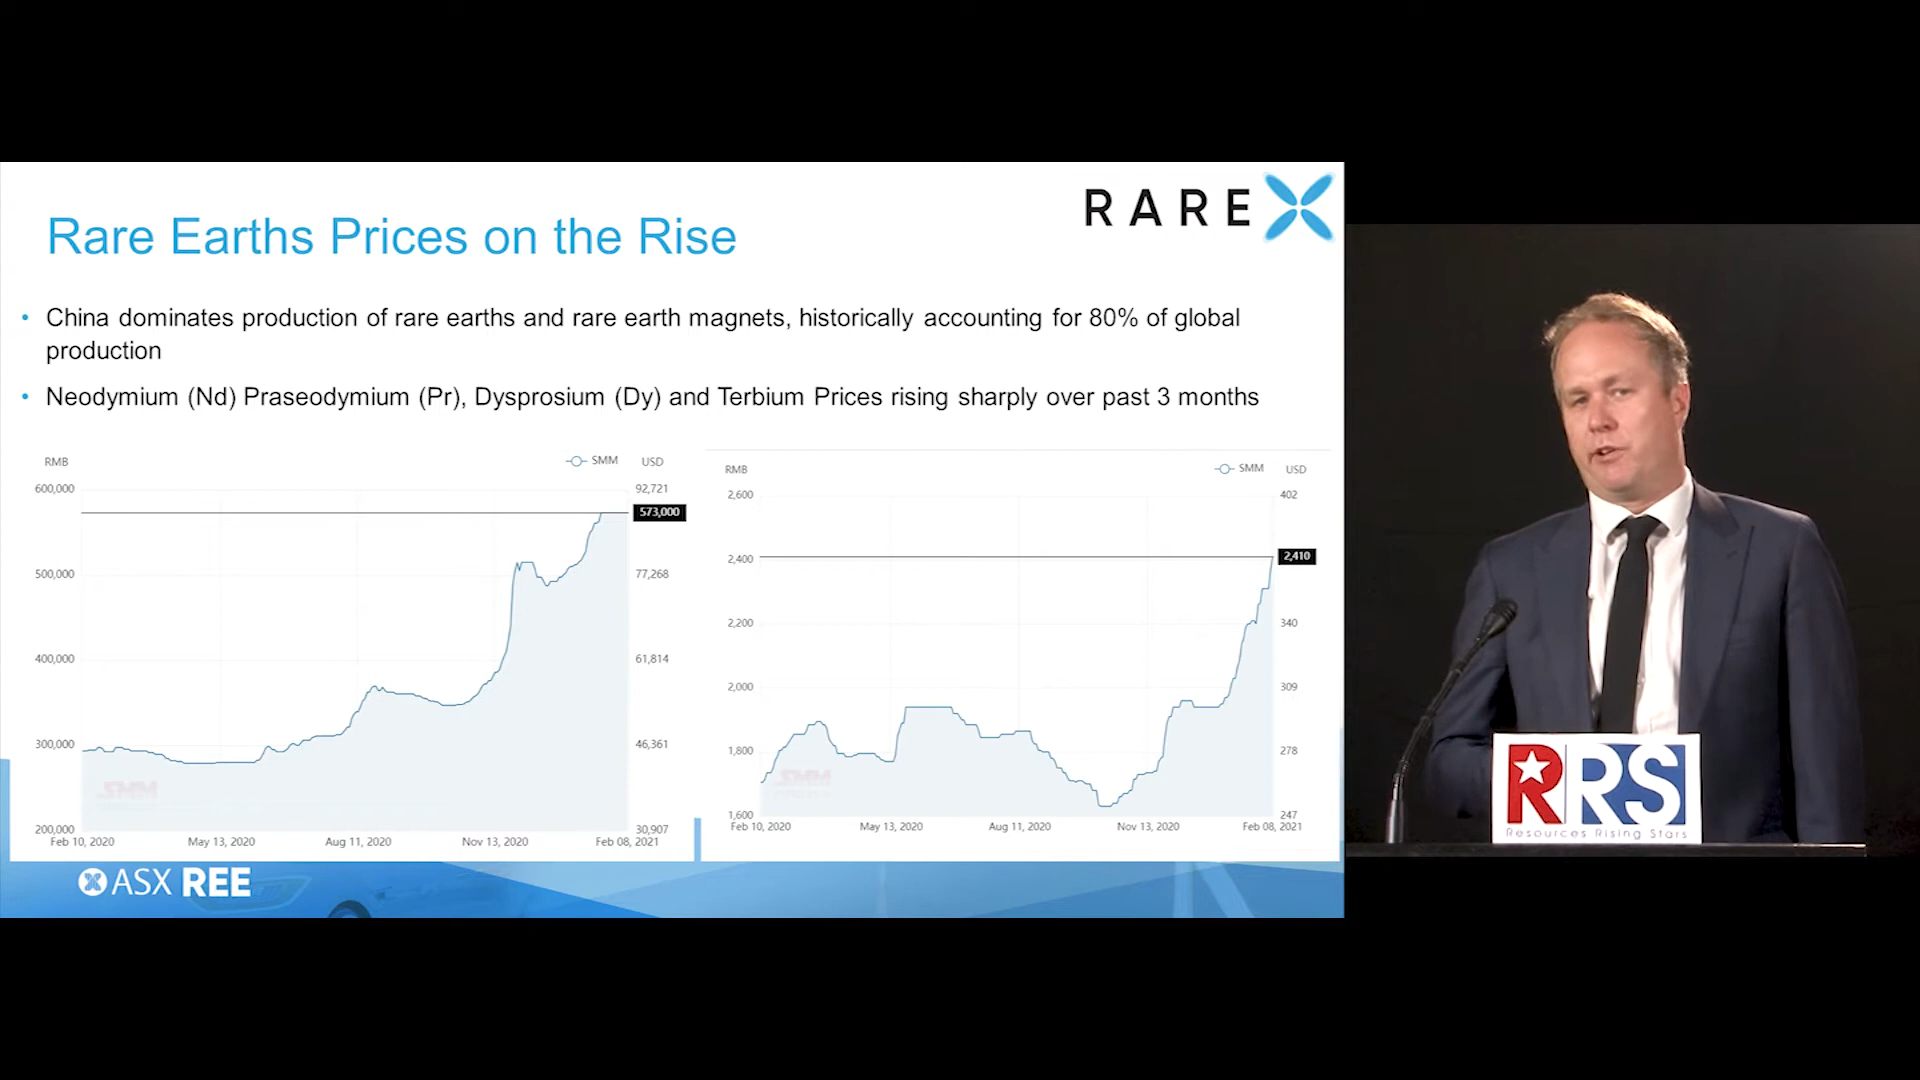 RAREX
Rare Earths Prices on the Rise
• China dominates production of rare earths and rare earth magnets, historically accounting for 80% of global
production
• Neodymium (Nd) Praseodymium (Pr), Dysprosium (Dy) and Terbium Prices rising sharply over past 3 months
RMB
SMM
USD
600,000
92,721
573,000
500,000
77,268
400,000
61,814
300,000
46,361
SMM
200,000
30,907
Feb 10, 2020
May 13, 2020
Aug 11, 2020
Nov 13, 2020
Feb 08, 2021
RMB
SMM
USD
2,600
402
2,400
2,410
2,200
340
2,000
309
1,800
278
SMM
1,600
247
Feb 10, 2020
May 13, 2020
Aug 11, 2020
Nov 13, 2020
Feb 08, 2021
ASX REE
RRS
Resources Rising Stars